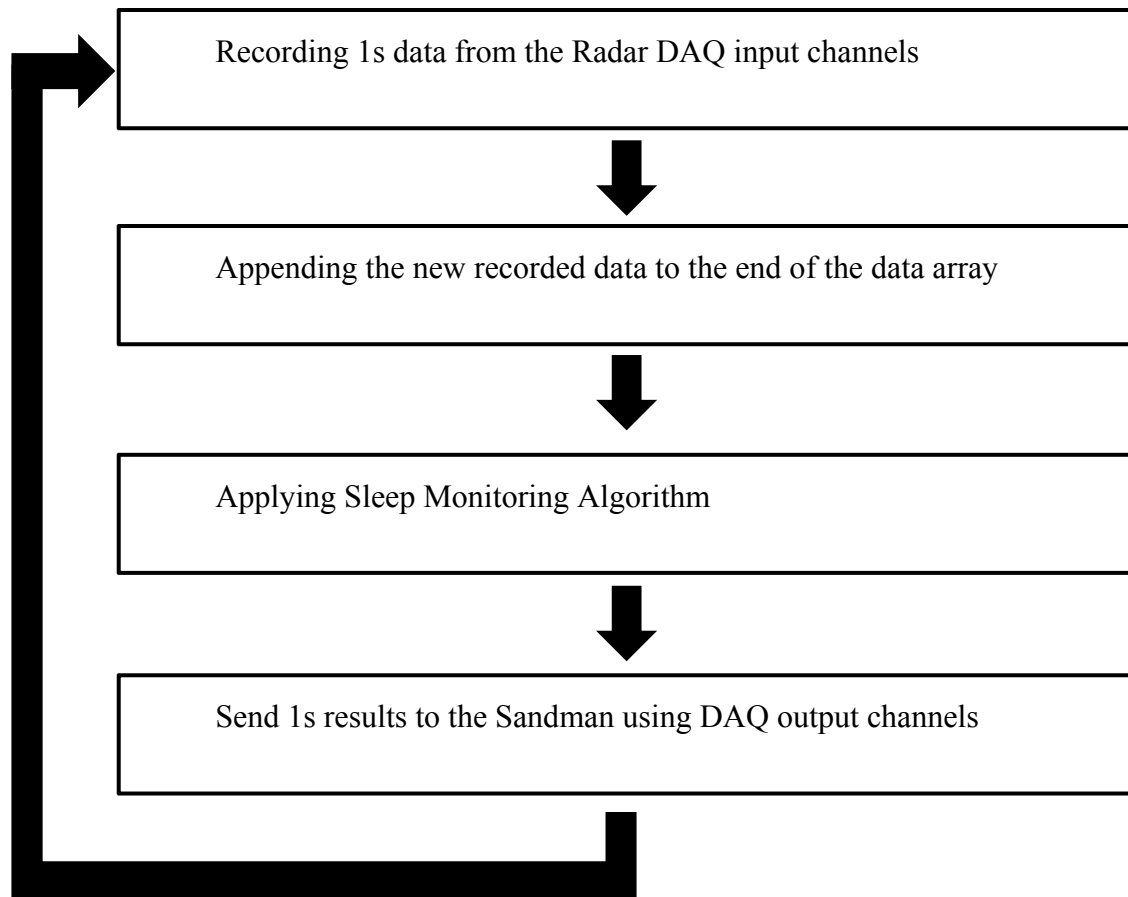 Recording 1s data from the Radar DAQ input channels
Appending the new recorded data to the end of the data array
Applying Sleep Monitoring Algorithm
Send 1s results to the Sandman using DAQ output channels